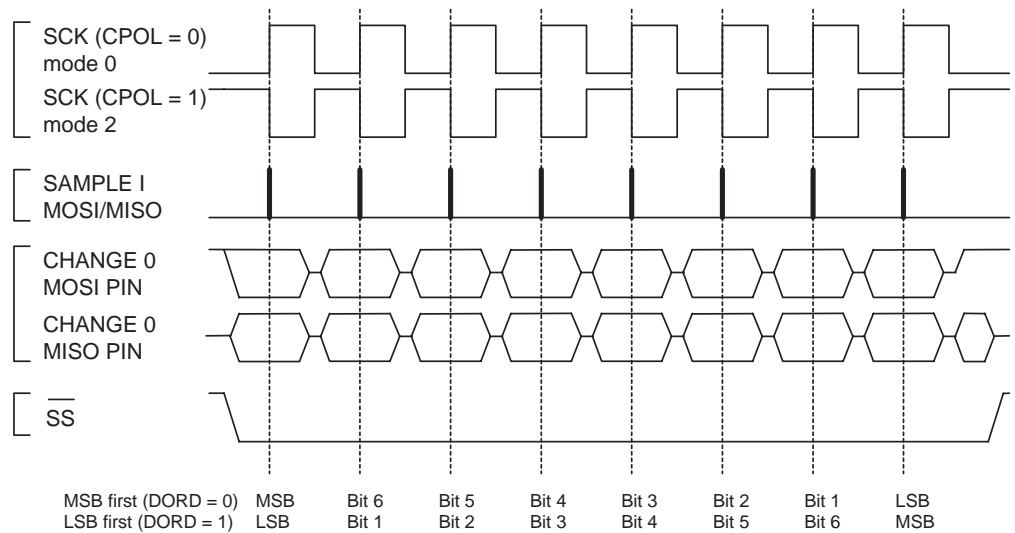 SCK (CPOL = 0)
mode 0
SCK (CPOL = 1)
mode 2
SAMPLE I
MOSI/MISO
CHANGE 0
MOSI PIN
CHANGE 0
MISO PIN
SS
MSB first (DORD = 0) MSB Bit 6 Bit 5 Bit 4 Bit 3 Bit 2 Bit 1 LSB
LSB first (DORD = 1) LSB Bit 1 Bit 2 Bit 3 Bit 4 Bit 5 Bit 6 MSB